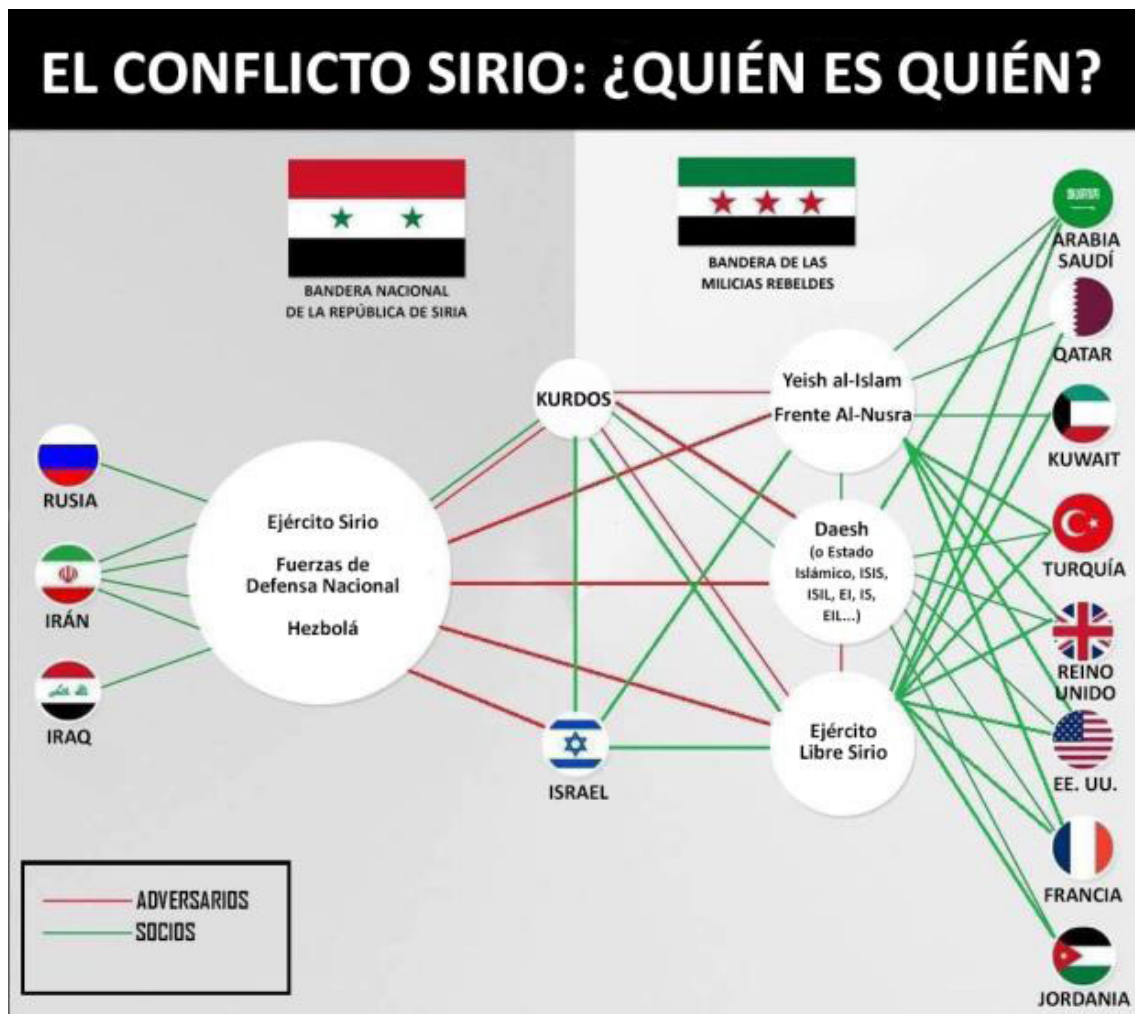 EL CONFLICTO SIRIO: ¿QUIÉN ES QUIÉN?
BANDERA NACIONAL
DE LA REPÚBLICA DE SIRIA
BANDERA DE LAS
MILICIAS REBELDES
RUSIA
IRÁN
IRAQ
Ejército Sirio
Fuerzas de
Defensa Nacional
Hezbolá
KURDOS
ISRAEL
Yeish al-Islam
Frente Al-Nusra
Daesh
(o Estado
Islámico, ISIS,
ISIL, EI, IS,
EIL...)
Ejército
Libre Sirio
ARABIA
SAUDÍ
QATAR
KUWAIT
TURQUÍA
REINO
UNIDO
EE. UU.
FRANCIA
JORDANIA
ADVERSARIOS
SOCIOS